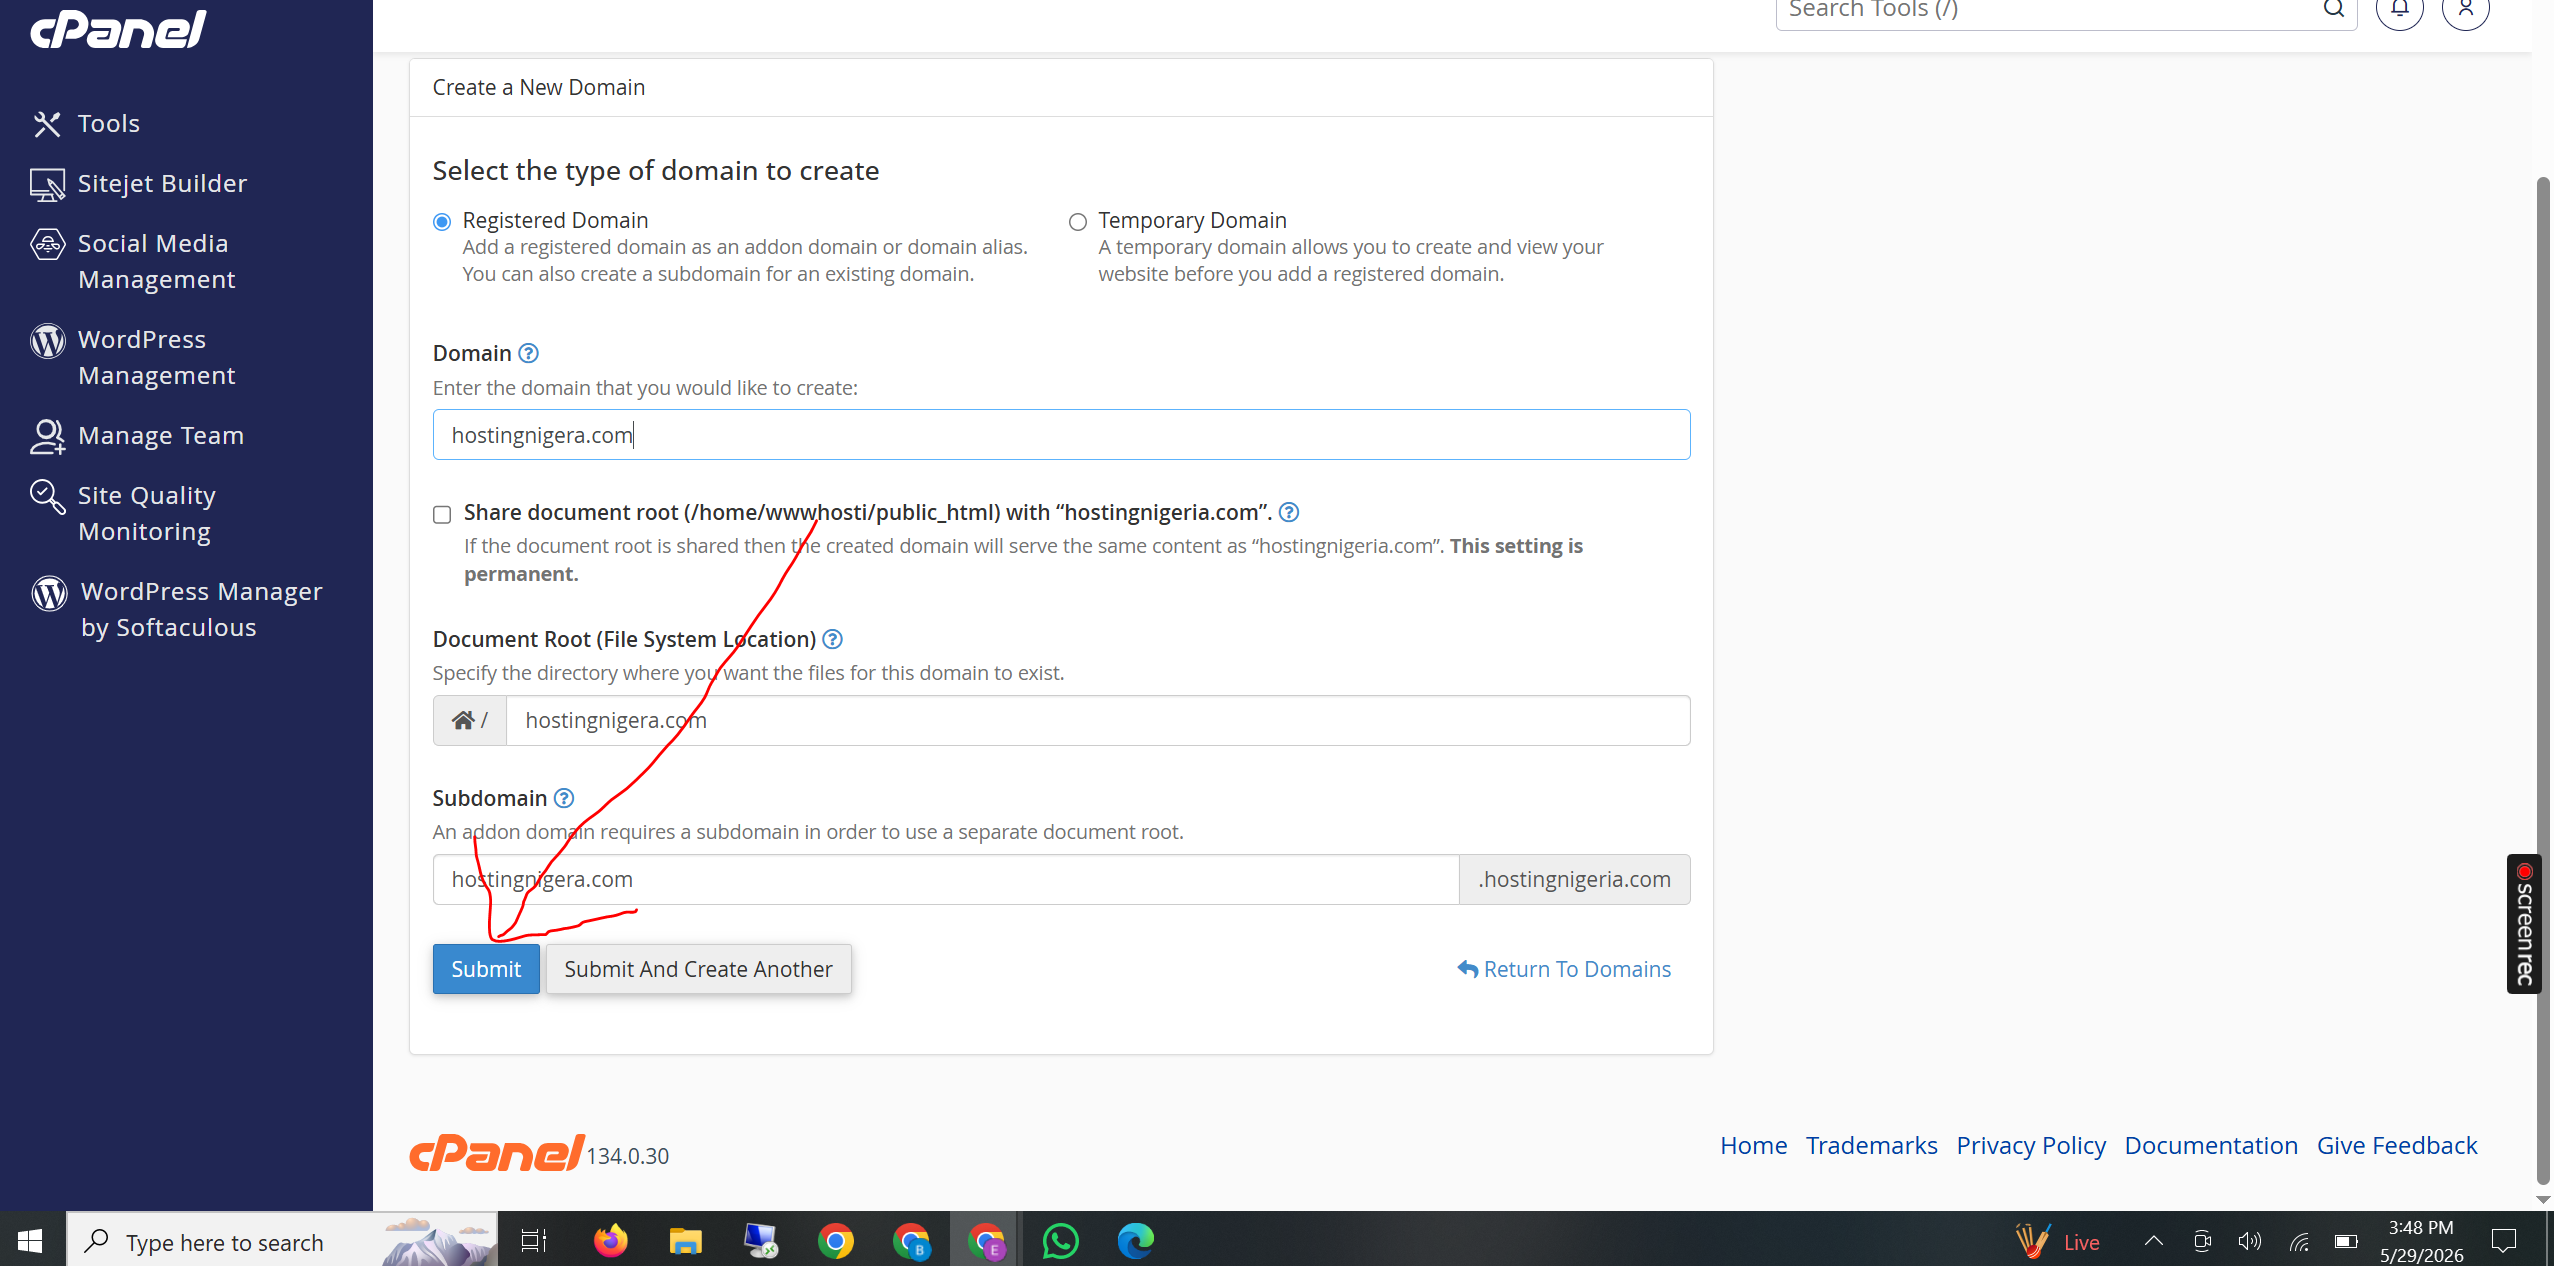 cPanel
Search Tools (/)
Tools
Sitejet Builder
Social Media
Management
WordPress
Management
Manage Team
Site Quality
Monitoring
WordPress Manager
by Softaculous
Create a New Domain
Select the type of domain to create
Registered Domain
Add a registered domain as an addon domain or domain alias.
You can also create a subdomain for an existing domain.
Temporary Domain
A temporary domain allows you to create and view your
website before you add a registered domain.
Domain
Enter the domain that you would like to create:
hostingnigera.com
Share document root (/home/wwwhosti/public_html) with “hostingnigeria.com”.
If the document root is shared then the created domain will serve the same content as “hostingnigeria.com”. This setting is
permanent.
Document Root (File System Location)
Specify the directory where you want the files for this domain to exist.
/ hostingnigera.com
Subdomain
An addon domain requires a subdomain in order to use a separate document root.
hostingnigera.com .hostingnigeria.com
Submit Submit And Create Another Return To Domains
screenrec
cPanel 134.0.30
Home Trademarks Privacy Policy Documentation Give Feedback
Type here to search
B
E
Live
3:48 PM
5/29/2026